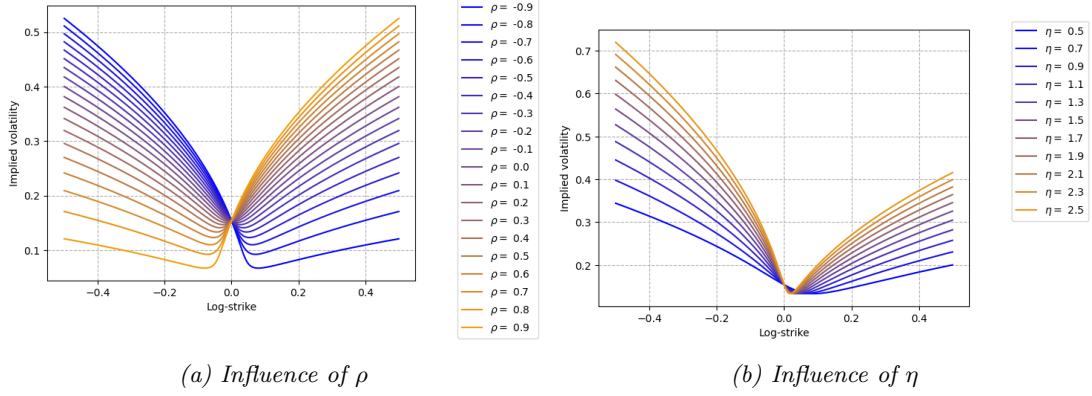 0.5
0.4
0.3
0.2
0.1
Implied volatility
−0.4
−0.2
0.0
0.2
0.4
Log-strike
ρ = -0.9
ρ = -0.8
ρ = -0.7
ρ = -0.6
ρ = -0.5
ρ = -0.4
ρ = -0.3
ρ = -0.2
ρ = -0.1
ρ = 0.0
ρ = 0.1
ρ = 0.2
ρ = 0.3
ρ = 0.4
ρ = 0.5
ρ = 0.6
ρ = 0.7
ρ = 0.8
ρ = 0.9
(a) Influence of ρ
0.7
0.6
0.5
0.4
0.3
0.2
Implied volatility
−0.4
−0.2
0.0
0.2
0.4
Log-strike
η = 0.5
η = 0.7
η = 0.9
η = 1.1
η = 1.3
η = 1.5
η = 1.7
η = 1.9
η = 2.1
η = 2.3
η = 2.5
(b) Influence of η